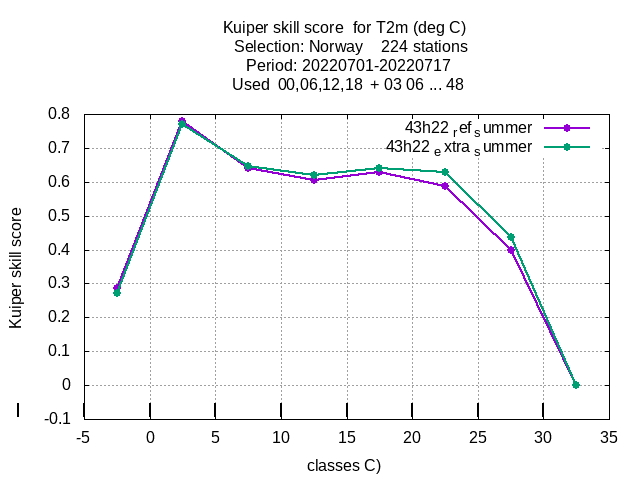 Kuiper skill score  for T2m (deg C)
Selection: Norway    224 stations
Period: 20220701-20220717
Used  00,06,12,18  + 03 06 ... 48
43h22 ref summer
43h22 extra summer
0.8
0.7
0.6
0.5
0.4
0.3
0.2
0.1
0
-0.1
Kuiper skill score
-5 0 5 10 15 20 25 30 35
classes C)